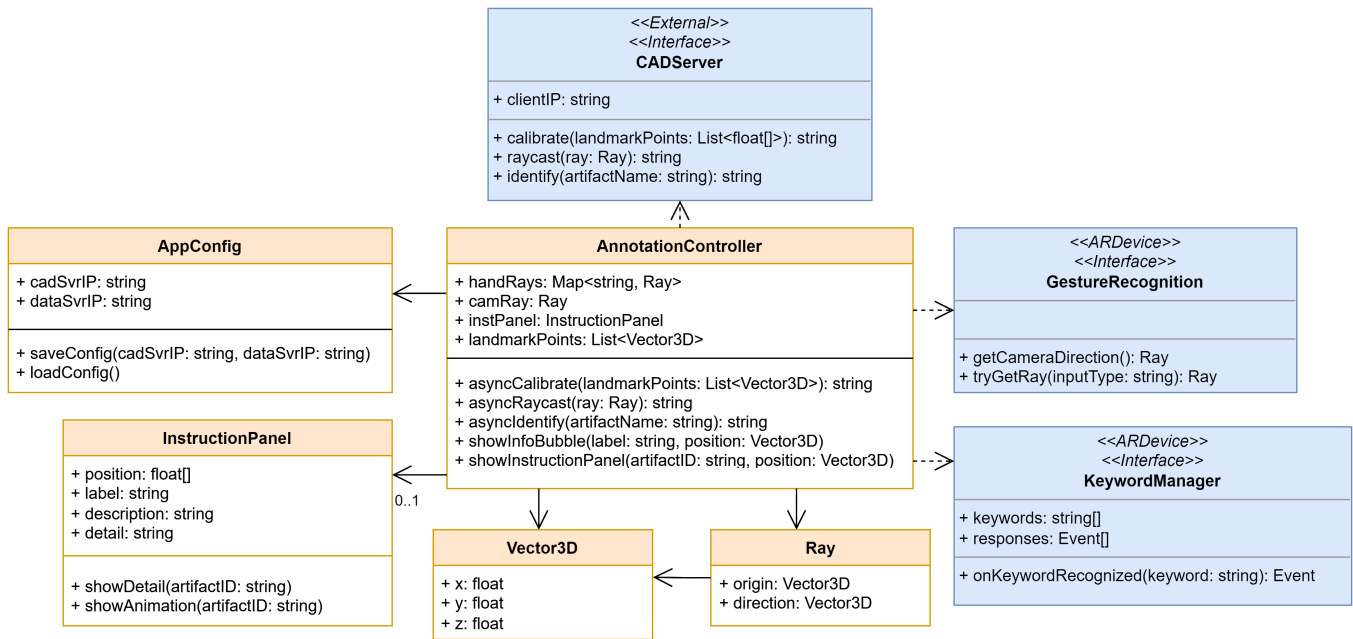 <<External>>
<<Interface>>
CADServer
+ clientIP: string
+ calibrate(landmarkPoints: List<float[]>): string
+ raycast(ray: Ray): string
+ identify(artifactName: string): string
AppConfig
+ cadSvrIP: string
+ dataSvrIP: string
+ saveConfig(cadSvrIP: string, dataSvrIP: string)
+ loadConfig()
AnnotationController
+ handRays: Map<string, Ray>
+ camRay: Ray
+ instPanel: InstructionPanel
+ landmarkPoints: List<Vector3D>
+ asyncCalibrate(landmarkPoints: List<Vector3D>): string
+ asyncRaycast(ray: Ray): string
+ asyncIdentify(artifactName: string): string
+ showInfoBubble(label: string, position: Vector3D)
+ showInstructionPanel(artifactID: string, position: Vector3D)
<<ARDevice>>
<<Interface>>
GestureRecognition
+ getCameraDirection(): Ray
+ tryGetRay(inputType: string): Ray
InstructionPanel
+ position: float[]
+ label: string
+ description: string
+ detail: string
+ showDetail(artifactID: string)
+ showAnimation(artifactID: string)
0..1
<<ARDevice>>
<<Interface>>
KeywordManager
+ keywords: string[]
+ responses: Event[]
+ onKeywordRecognized(keyword: string): Event
Vector3D
+ x: float
+ y: float
+ z: float
Ray
+ origin: Vector3D
+ direction: Vector3D